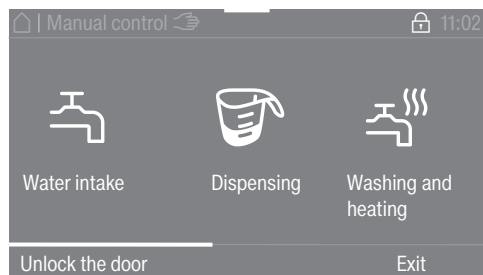 | Manual control 11:02
Water intake Dispensing Washing and
heating
Unlock the door Exit